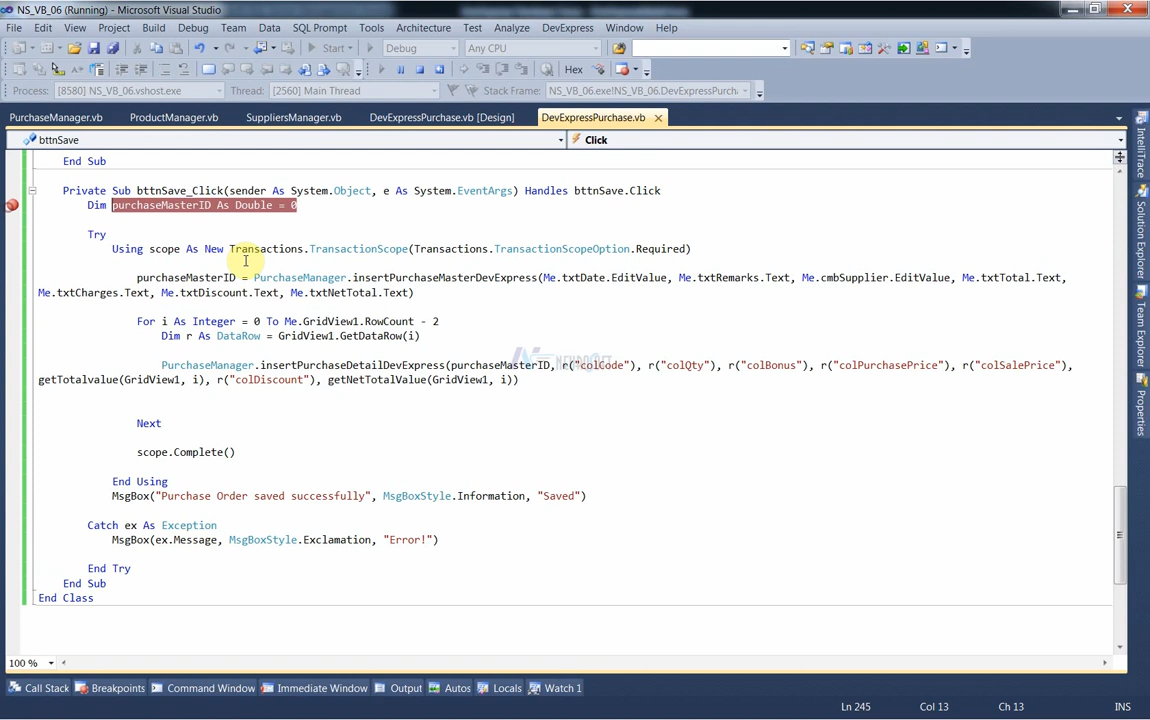 NS_VB_06 (Running) - Microsoft Visual Studio
File Edit View Project Build Debug Team Data SQL Prompt Tools Architecture Test Analyze DevExpress Window Help
Start Debug Any CPU
Hex
Process: [8580] NS_VB_06.vshost.exe Thread: [2560] Main Thread Stack Frame: NS_VB_06.exe!NS_VB_06.DevExpressPurcha
PurchaseManager.vb ProductManager.vb SuppliersManager.vb DevExpressPurchase.vb [Design] DevExpressPurchase.vb
bttnSave Click
End Sub
Private Sub bttnSave_Click(sender As System.Object, e As System.EventArgs) Handles bttnSave.Click
Dim purchaseMasterID As Double = 0
Try
Using scope As New Transactions.TransactionScope(Transactions.TransactionScopeOption.Required)
purchaseMasterID = PurchaseManager.insertPurchaseMasterDevExpress(Me.txtDate.EditValue, Me.txtRemarks.Text, Me.cmbSupplier.EditValue, Me.txtTotal.Text,
Me.txtCharges.Text, Me.txtDiscount.Text, Me.txtNetTotal.Text)
For i As Integer = 0 To Me.GridView1.RowCount - 2
Dim r As DataRow = GridView1.GetDataRow(i)
PurchaseManager.insertPurchaseDetailDevExpress(purchaseMasterID, r("colCode"), r("colQty"), r("colBonus"), r("colPurchasePrice"), r("colSalePrice"),
getTotalvalue(GridView1, i), r("colDiscount"), getNetTotalValue(GridView1, i))
Next
scope.Complete()
End Using
MsgBox("Purchase Order saved successfully", MsgBoxStyle.Information, "Saved")
Catch ex As Exception
MsgBox(ex.Message, MsgBoxStyle.Exclamation, "Error!")
End Try
End Sub
End Class
100 %
Call Stack Breakpoints Command Window Immediate Window Output Autos Locals Watch 1
Ln 245 Col 13 Ch 13 INS
IntelliTrace
Solution Explorer
Team Explorer
Properties